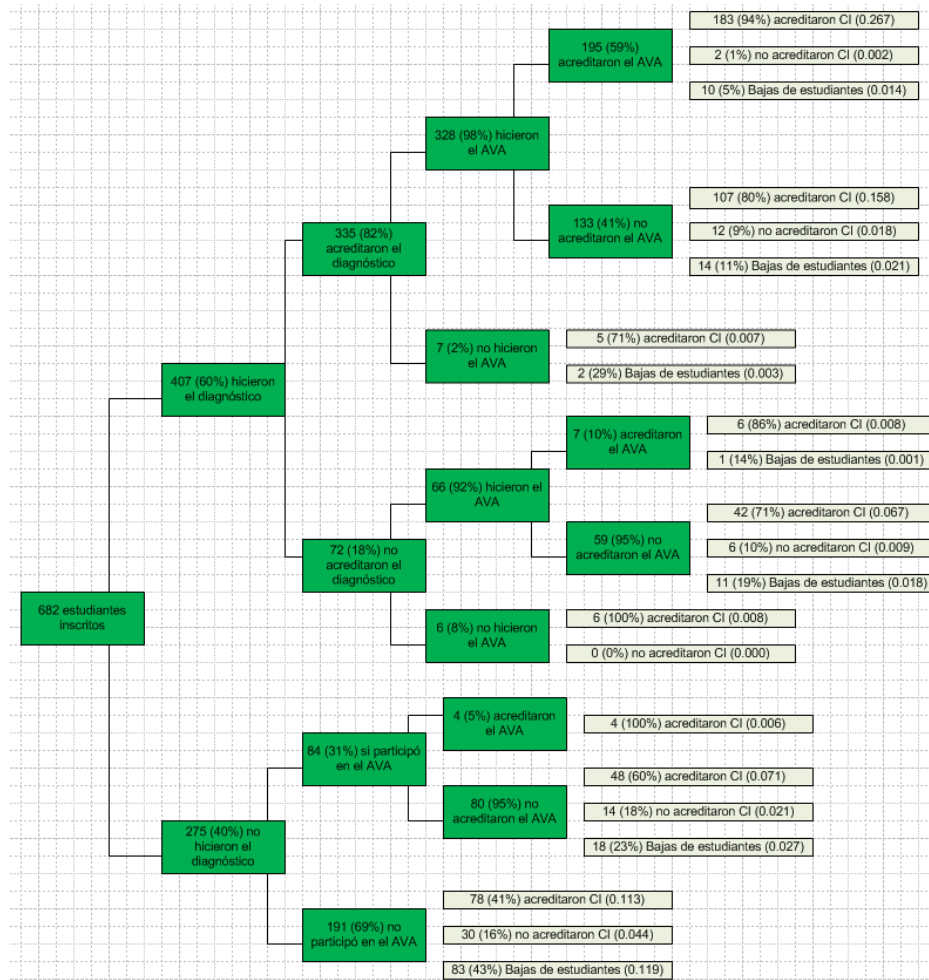 183 (94%) acreditaron CI (0.267)
195 (59%)
acreditaron el AVA
2 (1%) no acreditaron CI (0.002)
10 (5%) Bajas de estudiantes (0.014)
328 (98%) hicieron
el AVA
107 (80%) acreditaron CI (0.158)
133 (41%) no
acreditaron el AVA
12 (9%) no acreditaron CI (0.018)
14 (11%) Bajas de estudiantes (0.021)
335 (82%)
acreditaron el
diagnóstico
7 (2%) no hicieron
el AVA
5 (71%) acreditaron CI (0.007)
2 (29%) Bajas de estudiantes (0.003)
407 (60%) hicieron
el diagnóstico
7 (10%) acreditaron
el AVA
6 (86%) acreditaron CI (0.008)
1 (14%) Bajas de estudiantes (0.001)
66 (92%) hicieron el
AVA
42 (71%) acreditaron CI (0.067)
59 (95%) no
acreditaron el AVA
6 (10%) no acreditaron CI (0.009)
11 (19%) Bajas de estudiantes (0.018)
72 (18%) no
acreditaron el
diagnóstico
6 (8%) no hicieron
el AVA
6 (100%) acreditaron CI (0.008)
0 (0%) no acreditaron CI (0.000)
682 estudiantes
inscritos
4 (5%) acreditaron
el AVA
4 (100%) acreditaron CI (0.006)
84 (31%) si participó
en el AVA
48 (60%) acreditaron CI (0.071)
80 (95%) no
acreditaron el AVA
14 (18%) no acreditaron CI (0.021)
18 (23%) Bajas de estudiantes (0.027)
275 (40%) no
hicieron el
diagnóstico
78 (41%) acreditaron CI (0.113)
191 (69%) no
participó en el AVA
30 (16%) no acreditaron CI (0.044)
83 (43%) Bajas de estudiantes (0.119)